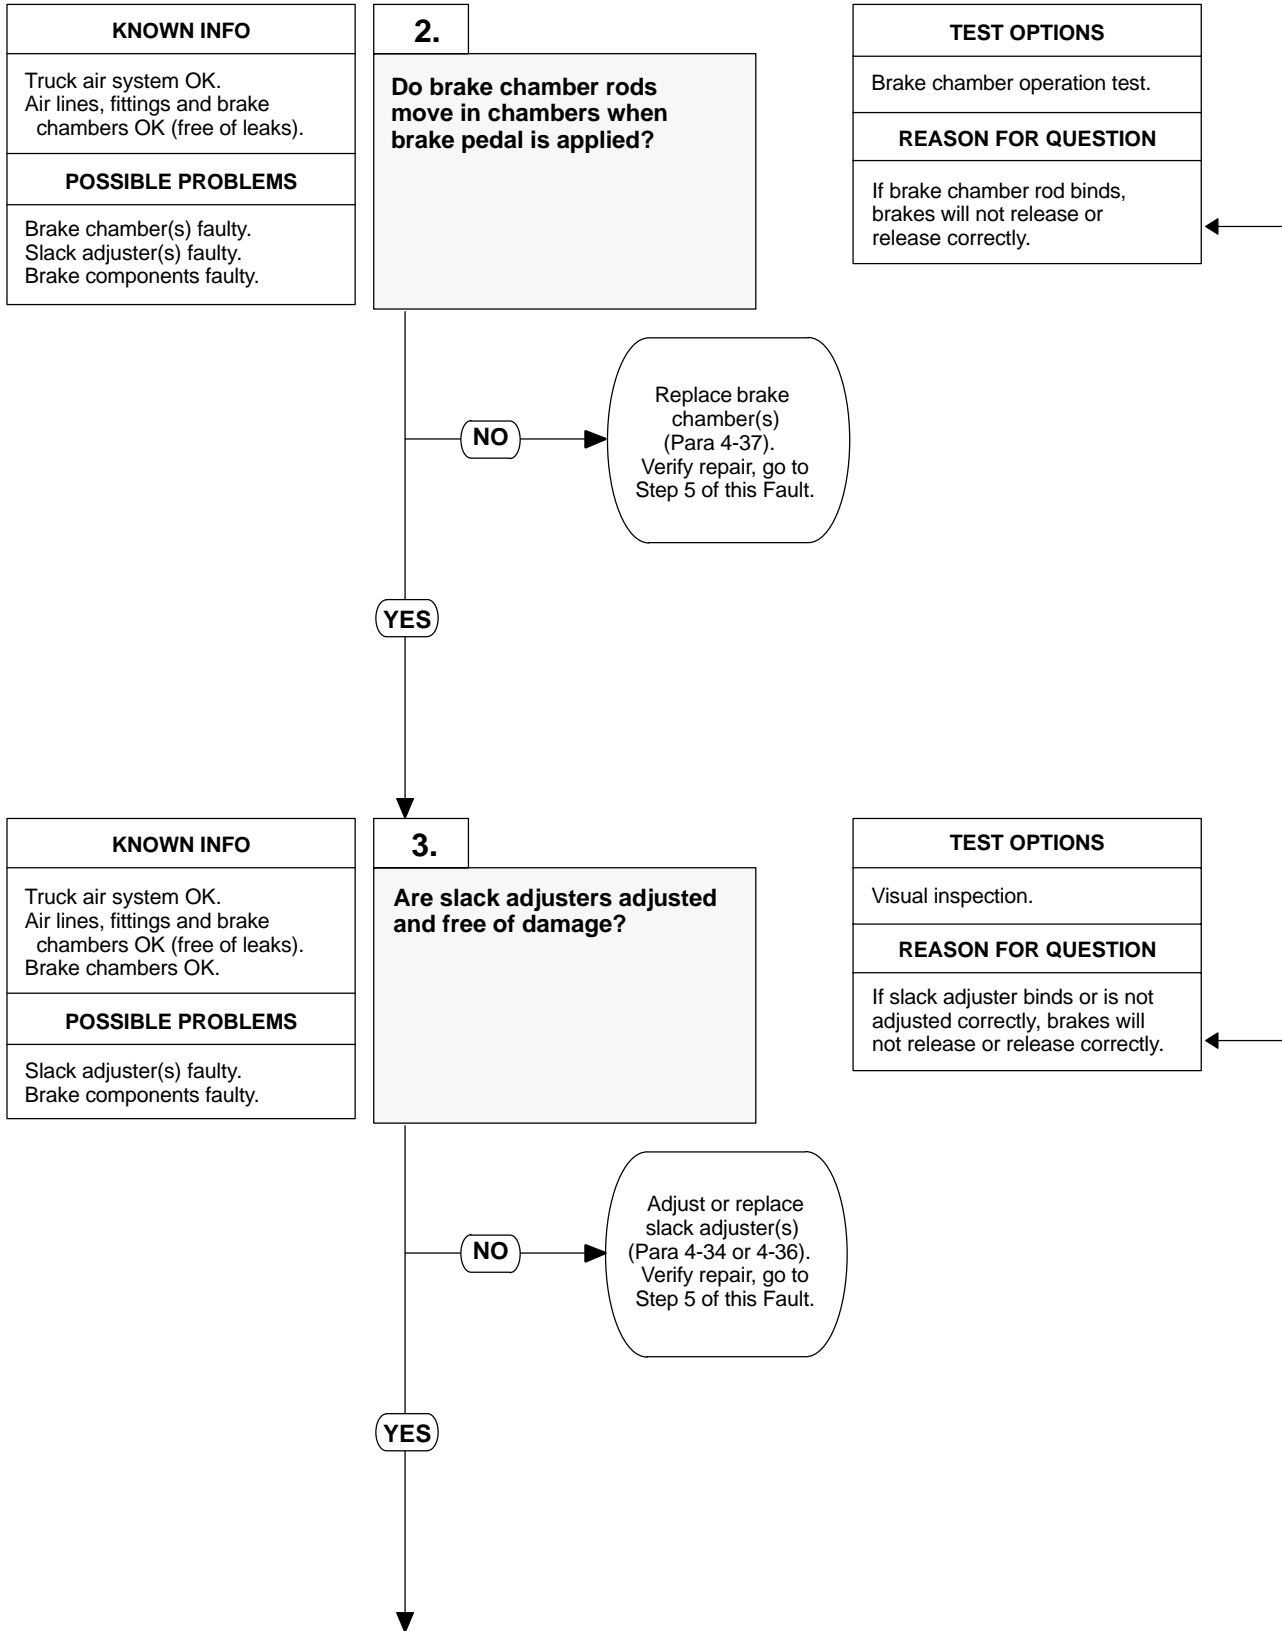 KNOWN INFO
Truck air system OK.
Air lines, fittings and brake
chambers OK (free of leaks).
POSSIBLE PROBLEMS
Brake chamber(s) faulty.
Slack adjuster(s) faulty.
Brake components faulty.
2.
Do brake chamber rods
move in chambers when
brake pedal is applied?
TEST OPTIONS
Brake chamber operation test.
REASON FOR QUESTION
If brake chamber rod binds,
brakes will not release or
release correctly.
NO
Replace brake
chamber(s)
(Para 4-37).
Verify repair, go to
Step 5 of this Fault.
YES
KNOWN INFO
Truck air system OK.
Air lines, fittings and brake
chambers OK (free of leaks).
Brake chambers OK.
POSSIBLE PROBLEMS
Slack adjuster(s) faulty.
Brake components faulty.
3.
Are slack adjusters adjusted
and free of damage?
TEST OPTIONS
Visual inspection.
REASON FOR QUESTION
If slack adjuster binds or is not
adjusted correctly, brakes will
not release or release correctly.
NO
Adjust or replace
slack adjuster(s)
(Para 4-34 or 4-36).
Verify repair, go to
Step 5 of this Fault.
YES